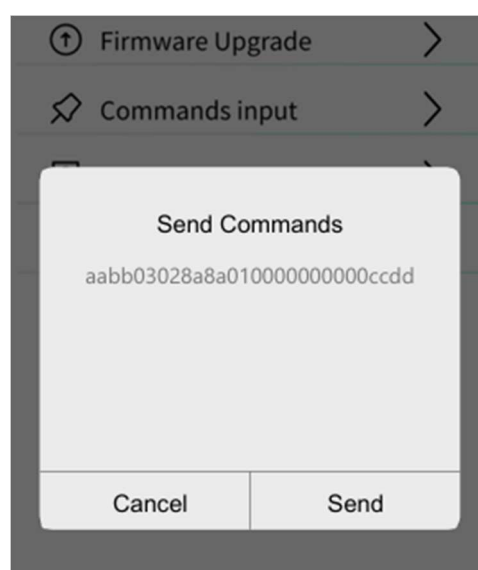 Firmware Upgrade
Commands input
Send Commands
aabb03028a8a010000000000ccdd
Cancel
Send